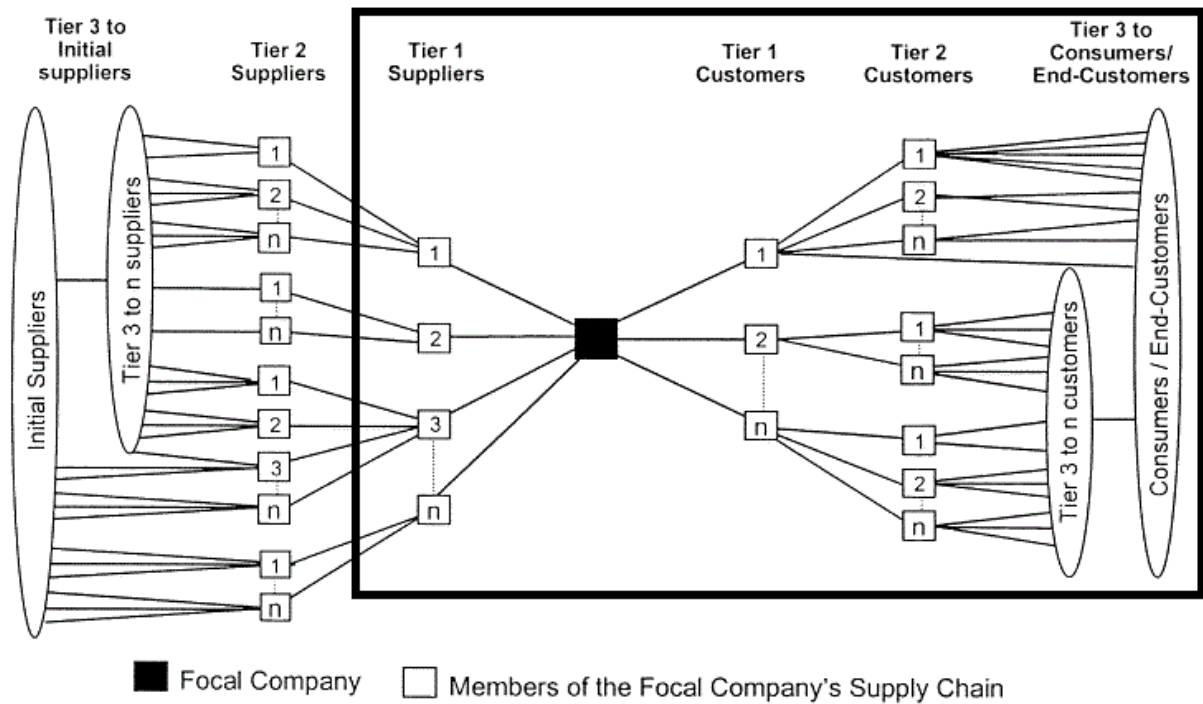 Tier 3 to
Initial
suppliers
Tier 2
Suppliers
Tier 1
Suppliers
Tier 1
Customers
Tier 2
Customers
Tier 3 to
Consumers/
End-Customers
Initial Suppliers
Tier 3 to n suppliers
1
2
n
1
n
1
2
3
n
1
n
1
2
3
n
1
2
n
1
2
n
1
n
1
2
n
Tier 3 to n customers
Consumers / End-Customers
Focal Company
Members of the Focal Company's Supply Chain